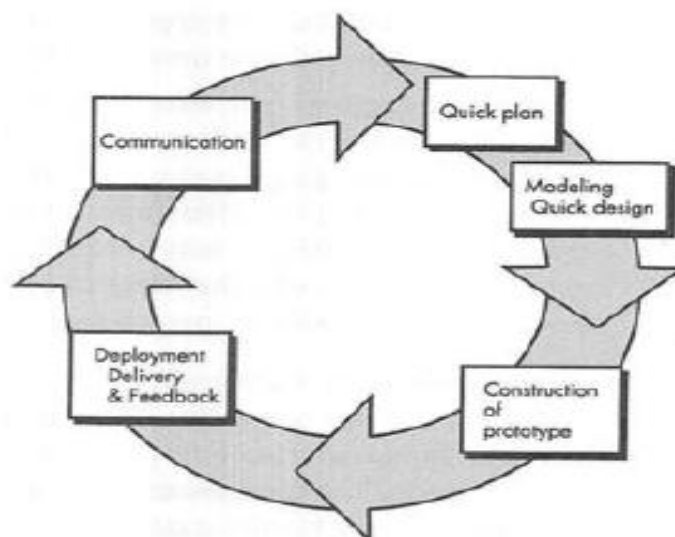 Communication
Quick plan
Modeling
Quick design
Construction
of
prototype
Deployment
Delivery
& Feedback